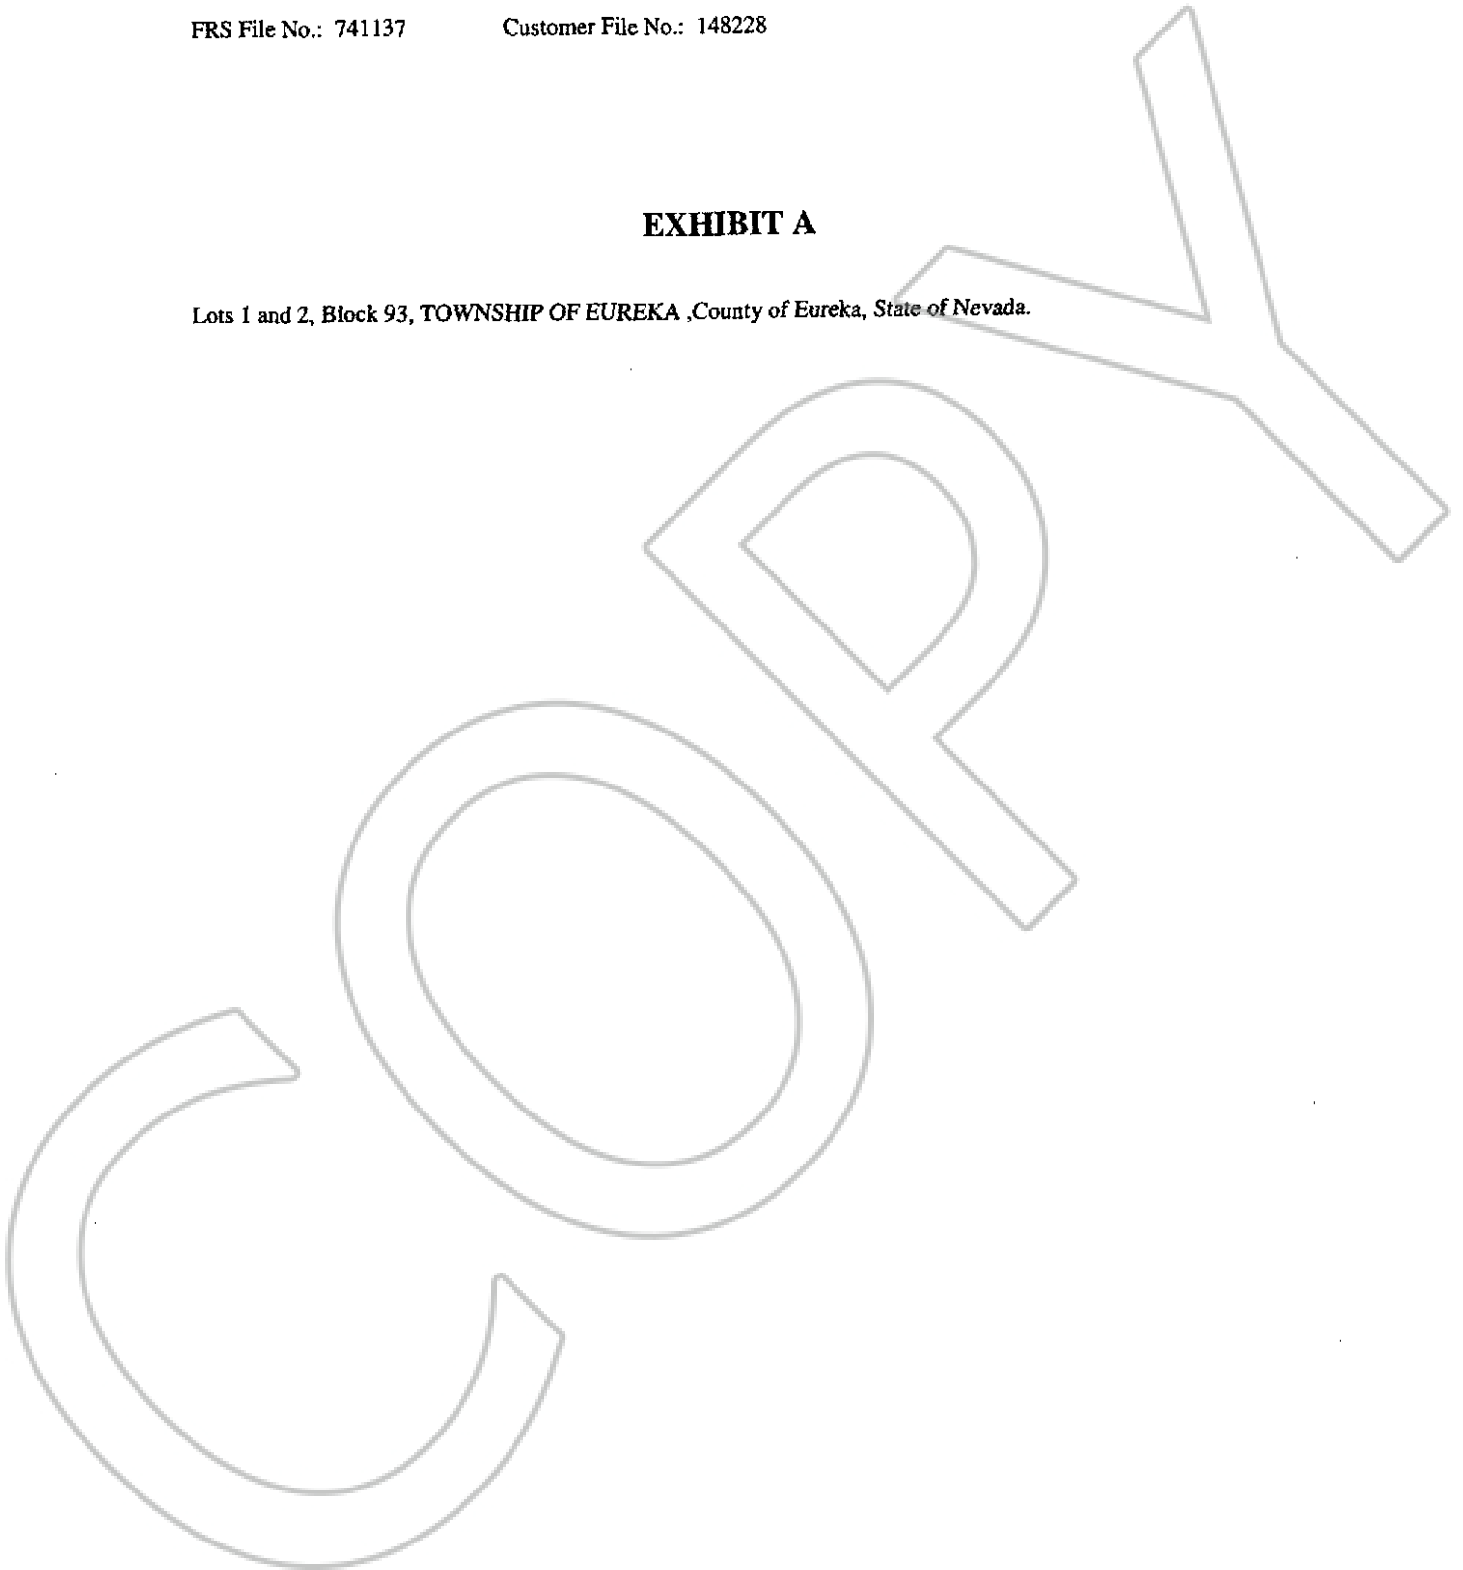 FRS File No.: 741137 Customer File No.: 148228
EXHIBIT A
Lots 1 and 2, Block 93, TOWNSHIP OF EUREKA ,County of Eureka, State of Nevada.
COPY